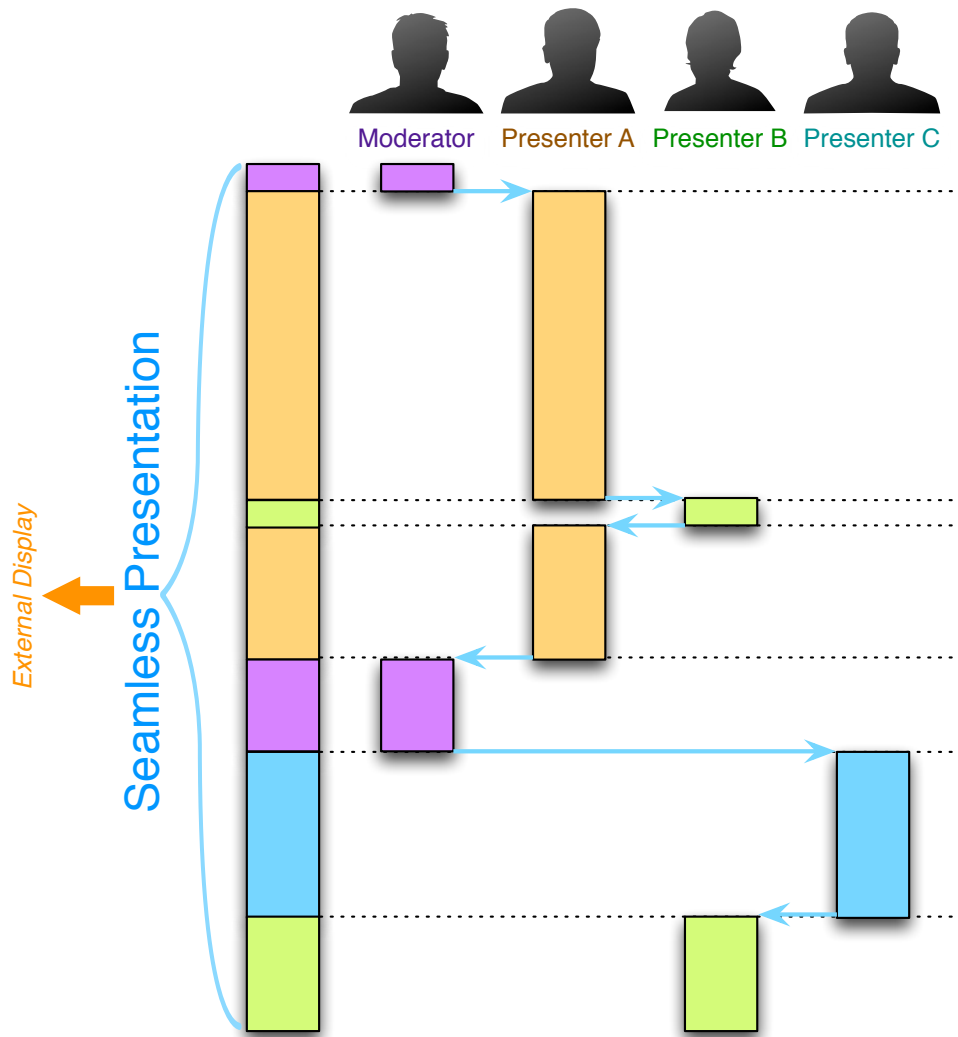 Moderator
Presenter A
Presenter B
Presenter C
Seamless Presentation
External Display